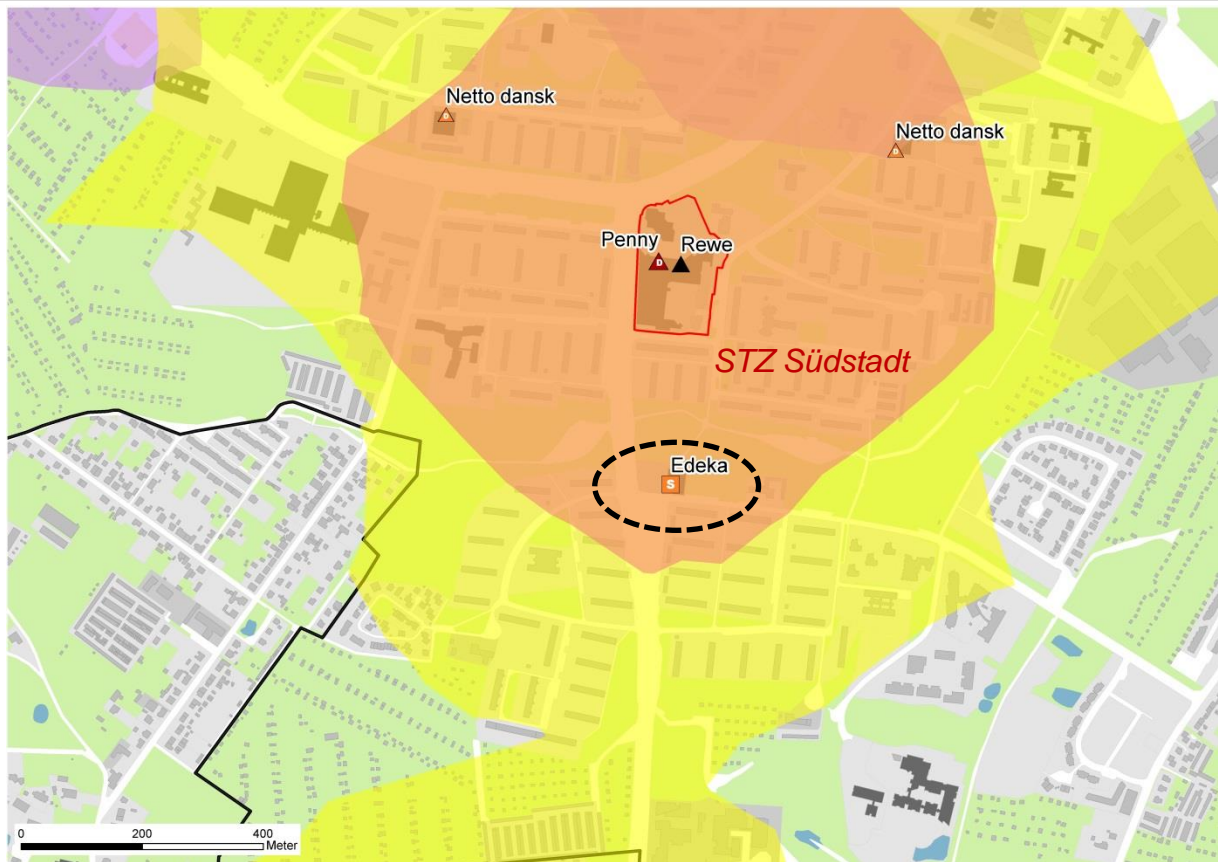 Netto dansk
D
Netto dansk
D
Penny
Rewe
D
STZ Südstadt
Edeka
S
0 200 400
Meter